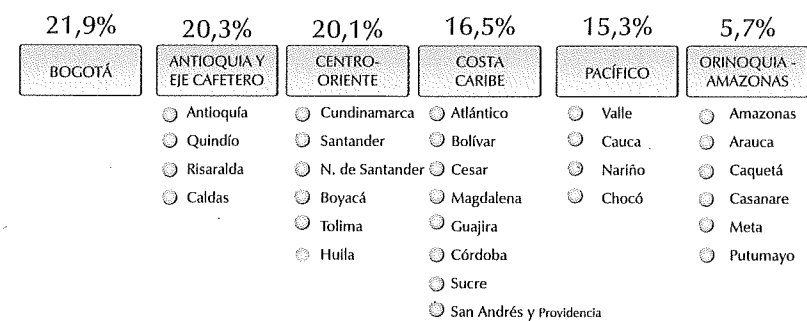 21,9%
BOGOTÁ
20,3%
ANTIOQUIA Y
EJE CAFETERO
Antioquía
Quindío
Risaralda
Caldas
20,1%
CENTRO-
ORIENTE
Cundinamarca
Santander
N. de Santander
Boyacá
Tolima
Huila
16,5%
COSTA
CARIBE
Atlántico
Bolívar
Cesar
Magdalena
Guajira
Córdoba
Sucre
San Andrés y Providencia
15,3%
PACÍFICO
Valle
Cauca
Nariño
Chocó
5,7%
ORINOQUIA -
AMAZONAS
Amazonas
Arauca
Caquetá
Casanare
Meta
Putumayo